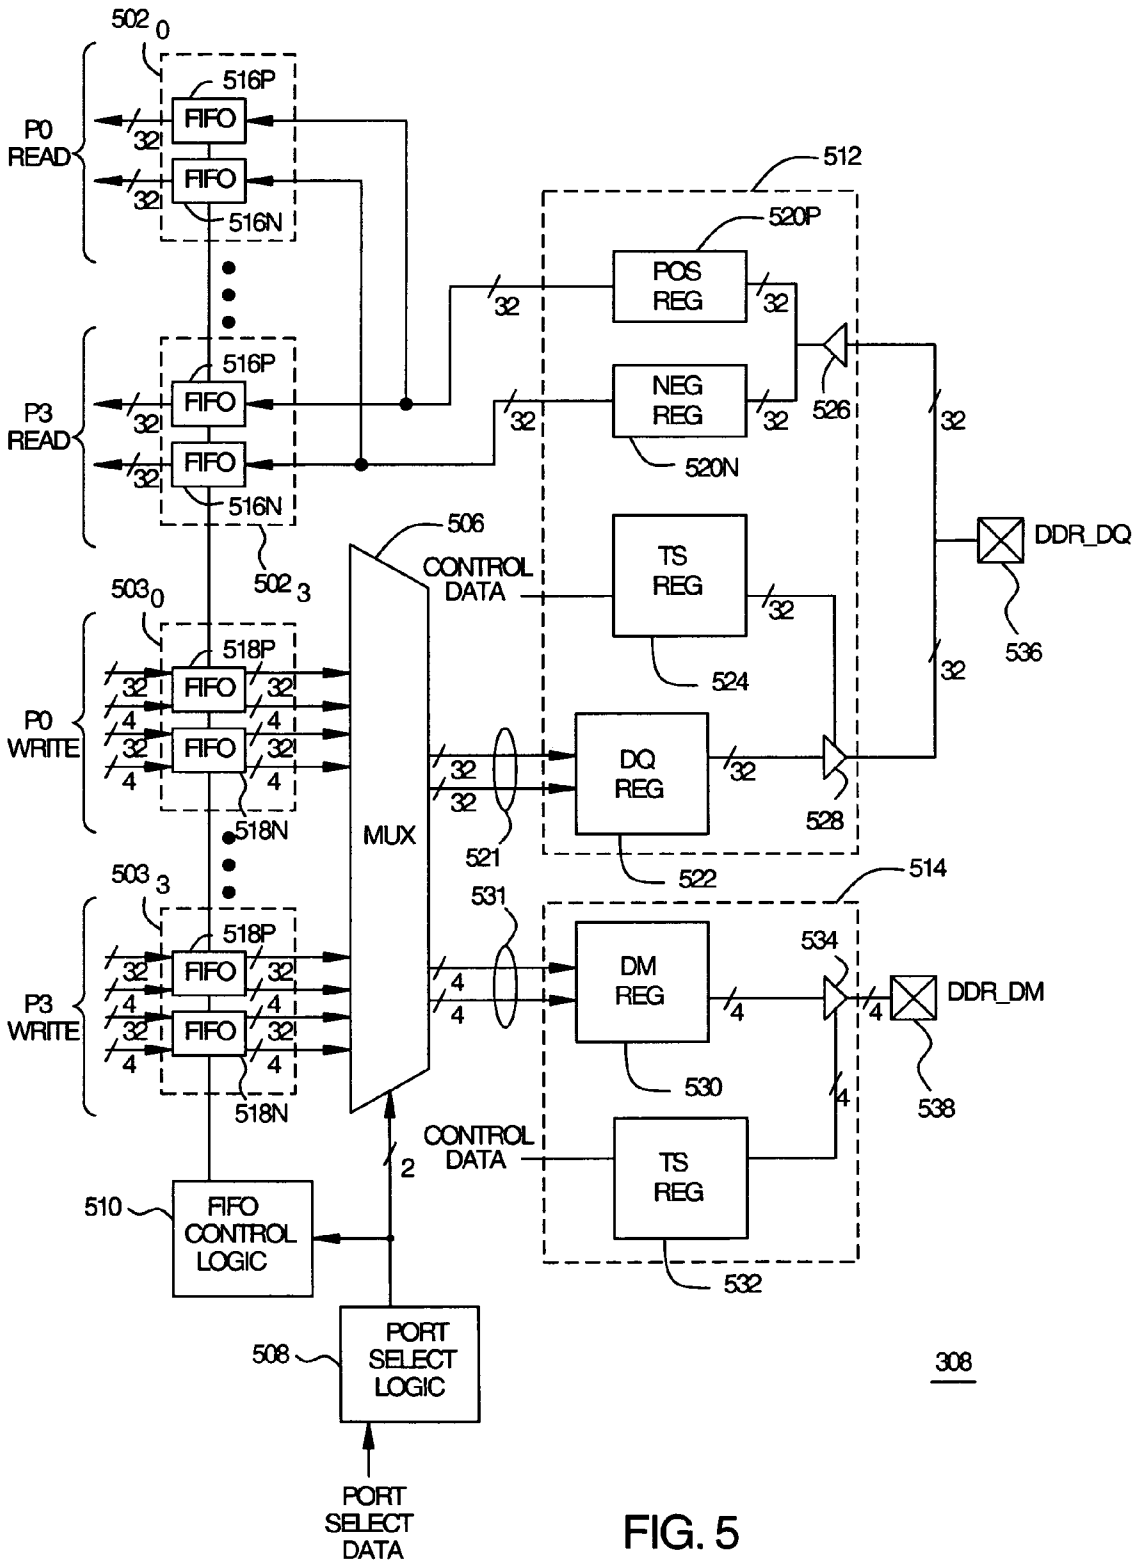 502 0
516P
FIFO
32
P0
READ
FIFO
32
516N
512
520P
POS
REG
32
32
516P
FIFO
32
P3
READ
FIFO
32
516N
502 3
NEG
REG
32
32
520N
526
32
506
CONTROL
DATA
TS
REG
32
524
DDR_DQ
536
32
503 0
518P
FIFO
32
32
4
4
P0
WRITE
FIFO
32
32
4
4
518N
MUX
32
32
521
DQ
REG
32
522
528
503 3
518P
FIFO
32
32
4
4
P3
WRITE
FIFO
32
32
4
4
518N
531
4
4
514
DM
REG
4
530
534
4
DDR_DM
538
4
CONTROL
DATA
TS
REG
532
2
510
FIFO
CONTROL
LOGIC
508
PORT
SELECT
LOGIC
308
PORT
SELECT
DATA
FIG. 5